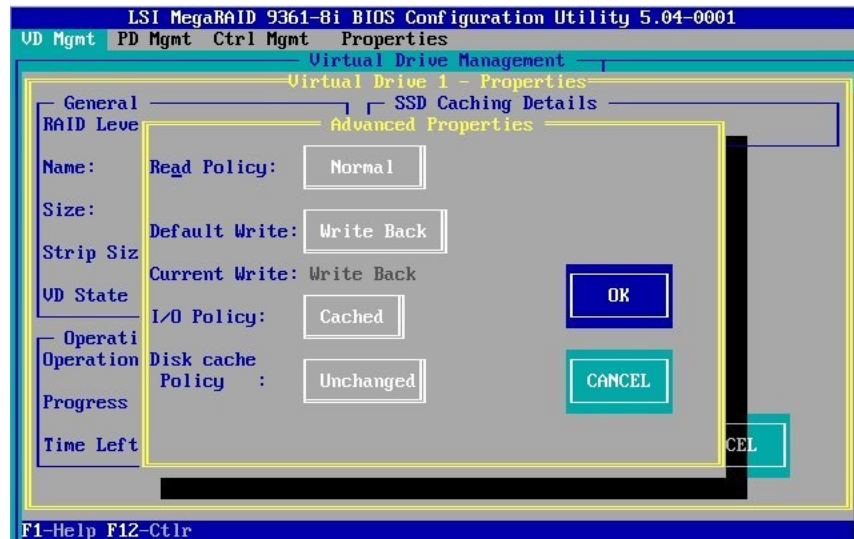 LSI MegaRAID 9361-8i BIOS Configuration Utility 5.04-0001
VD Mgmt PD Mgmt Ctrl Mgmt Properties
Virtual Drive Management
Virtual Drive 1 - Properties
General
SSD Caching Details
RAID Leve
Advanced Properties
Name:
Read Policy: Normal
Size:
Default Write: Write Back
Strip Siz
Current Write: Write Back
VD State
OK
I/O Policy: Cached
Operati
Operation
Disk cache
Policy : Unchanged
CANCEL
Progress
Time Left
CEL
F1-Help F12-Ctlr